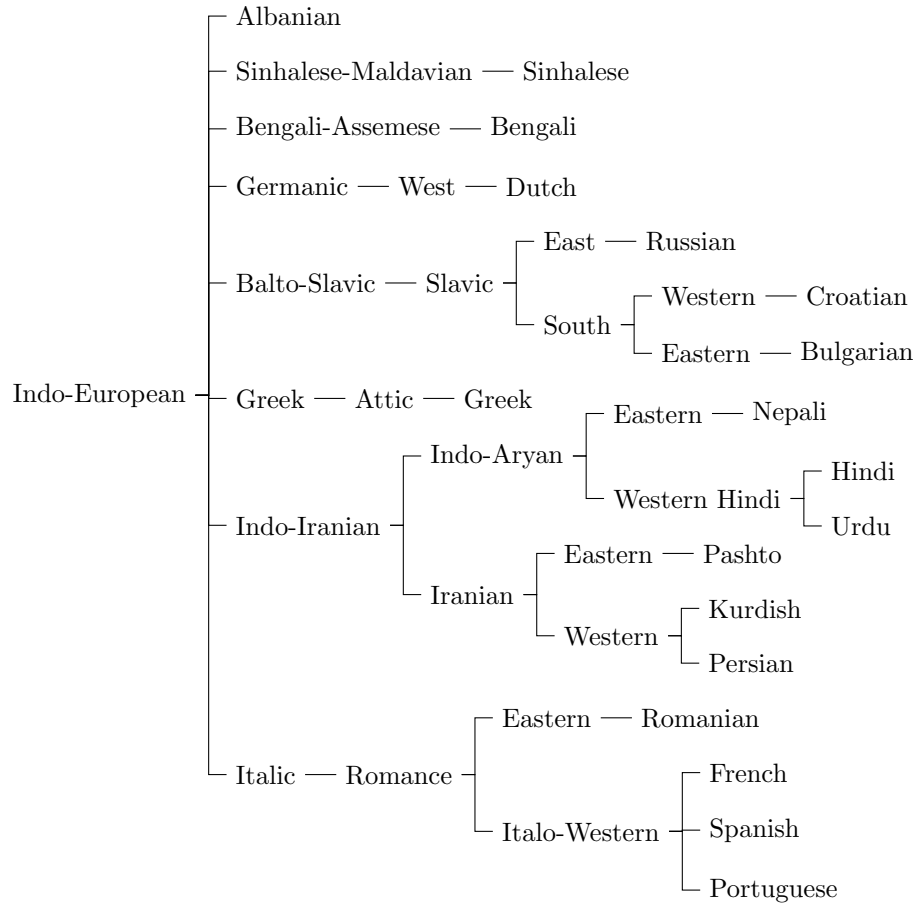 Albanian
Sinhalese-Maldavian Sinhalese
Bengali-Assemese Bengali
Germanic West Dutch
East Russian
Balto-Slavic Slavic
Western Croatian
South
Eastern Bulgarian
Indo-European
Greek Attic Greek
Eastern Nepali
Indo-Aryan
Hindi
Western Hindi
Urdu
Indo-Iranian
Eastern Pashto
Iranian
Kurdish
Western
Persian
Eastern Romanian
Italic Romance
French
Italo-Western Spanish
Portuguese